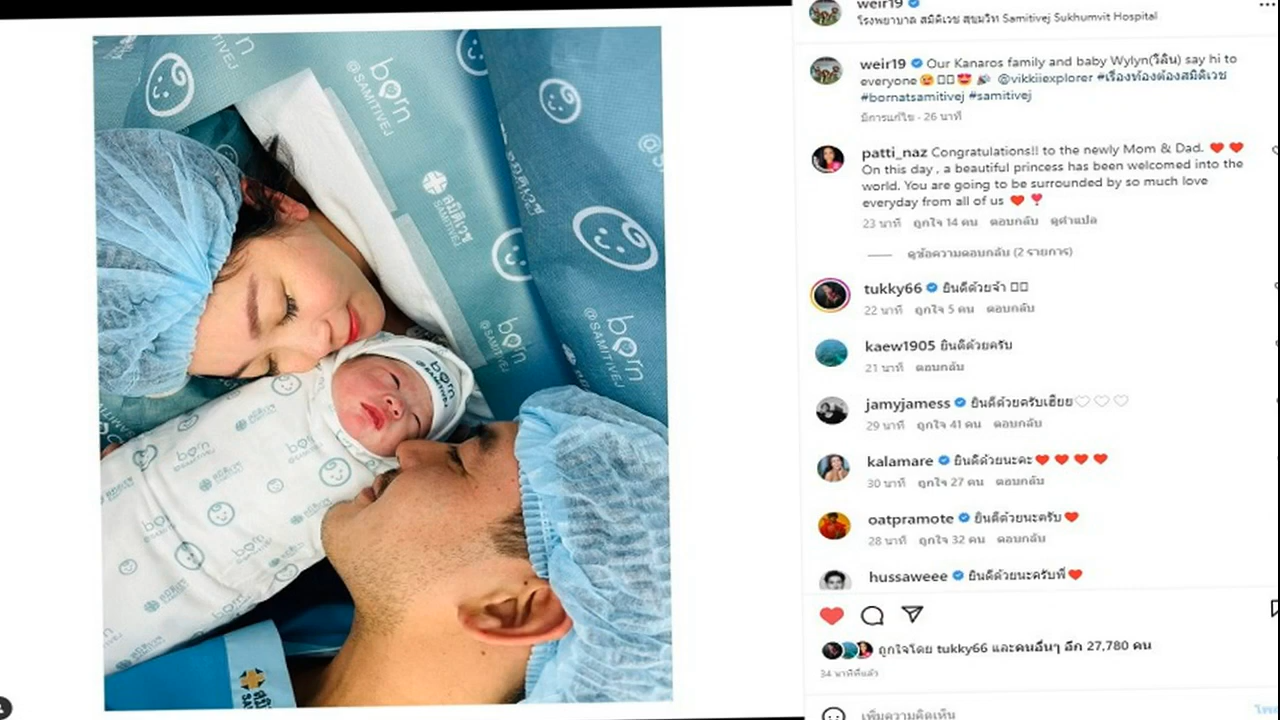 weir19
โรงพยาบาล สมิติเวช สุขุมวิท Samitivej Sukhumvit Hospital
weir19 Our Kanaros family and baby Wylyn(วีลิน) say hi to
everyone @vikkiiexplorer #เรื่องท้องต้องสมิติเวช
#bornatsamitivej #samitivej
มีการแก้ไข · 26 นาที
patti_naz Congratulations!! to the newly Mom & Dad.
On this day , a beautiful princess has been welcomed into the
world. You are going to be surrounded by so much love
everyday from all of us
23 นาที ถูกใจ 14 คน ตอบกลับ ดูคำแปล
ดูข้อความตอบกลับ (2 รายการ)
tukky66 ยินดีด้วยจ้า
22 นาที ถูกใจ 5 คน ตอบกลับ
kaew1905 ยินดีด้วยครับ
21 นาที ตอบกลับ
jamyjamess ยินดีด้วยครับเฮียย
29 นาที ถูกใจ 41 คน ตอบกลับ
kalamare ยินดีด้วยนะคะ
30 นาที ถูกใจ 27 คน ตอบกลับ
oatpramote ยินดีด้วยนะครับ
28 นาที ถูกใจ 32 คน ตอบกลับ
hussaweee ยินดีด้วยนะครับพี่
ถูกใจโดย tukky66 และคนอื่นๆ อีก 27,780 คน
34 นาทีที่แล้ว
เพิ่มความคิดเห็น
born
@SAMITIVEJ
สมิติเวช
SAMITIVEJ
born
@SAMITIVEJ
born
@SAMITIVEJ
born
@SAMITIVEJ